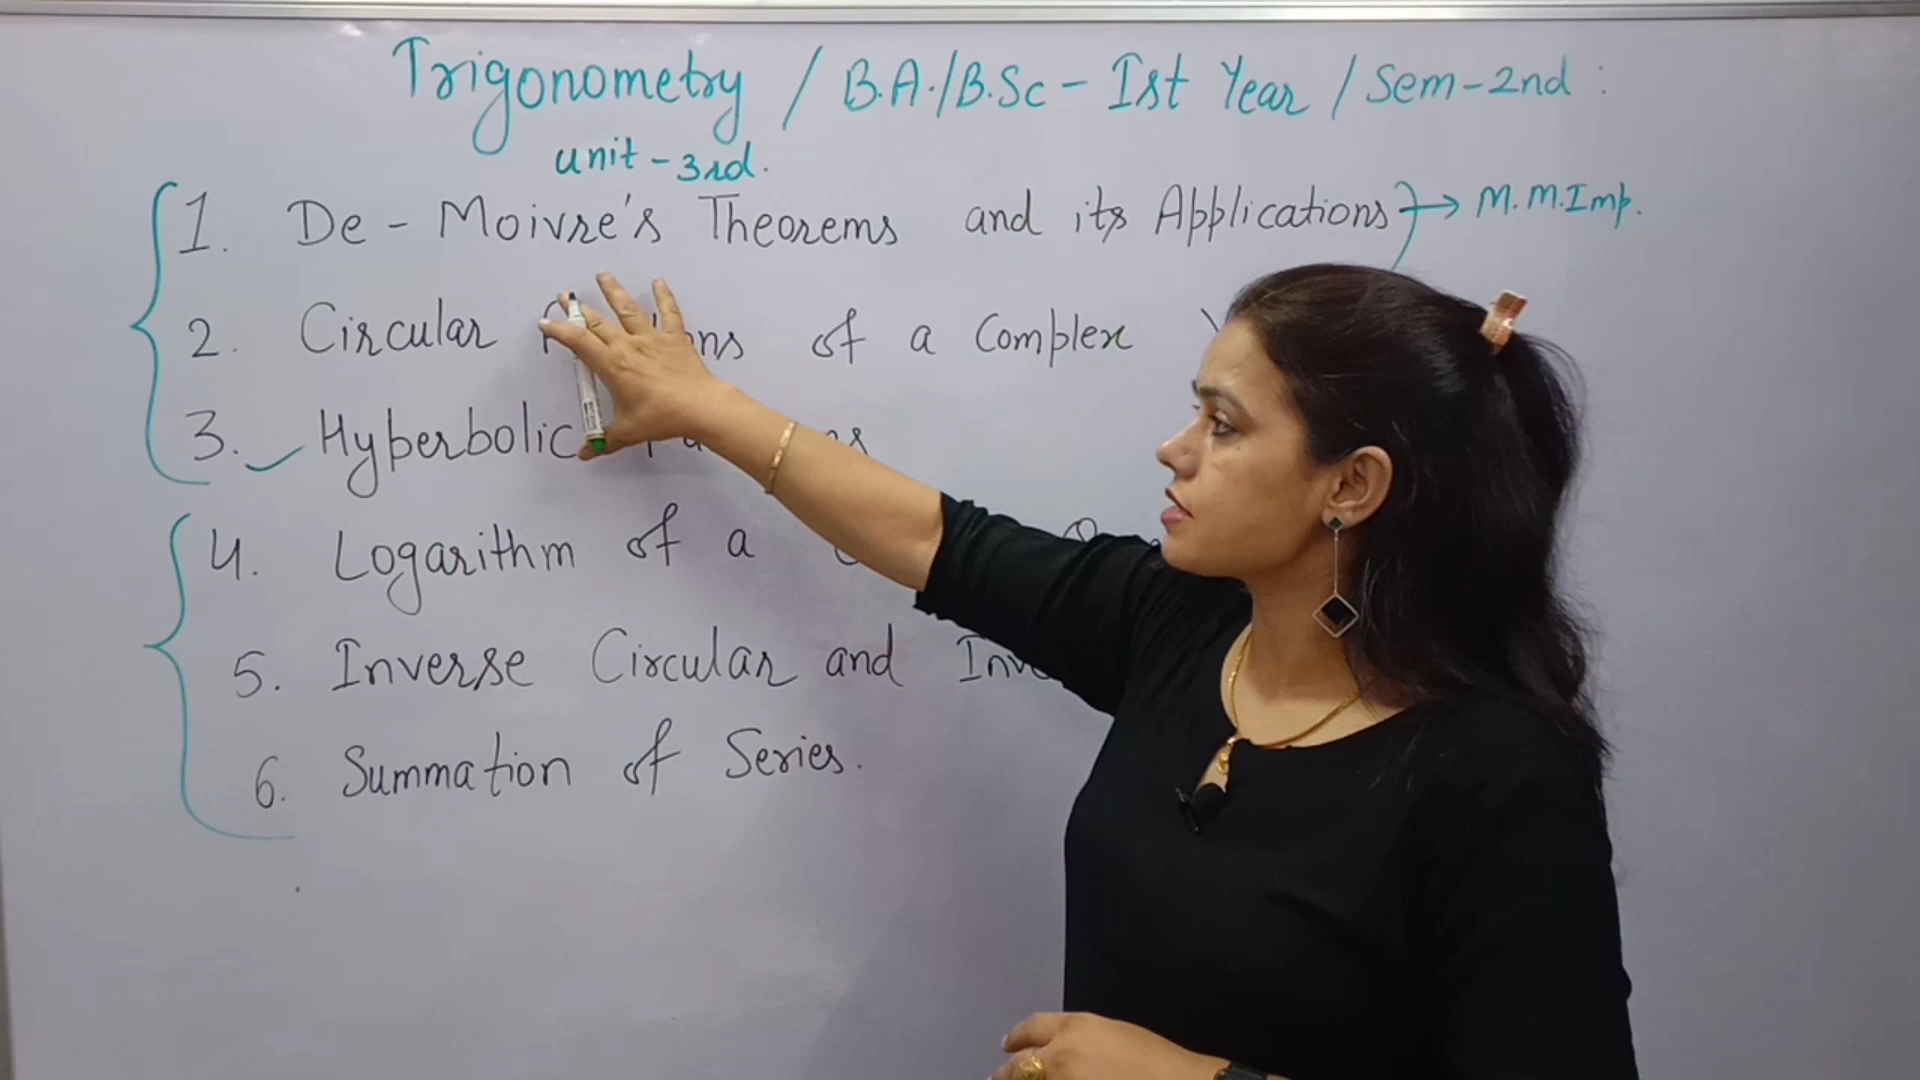 Trigonometry / B.A./B.Sc - Ist Year / Sem-2nd :
unit-3rd.
1. De-Moivre's Theorems and its Applications → M.M.Imp.
2. Circular of a Complex
3. Hyperbolic
4. Logarithm of a
5. Inverse Circular and
6. Summation of Series.